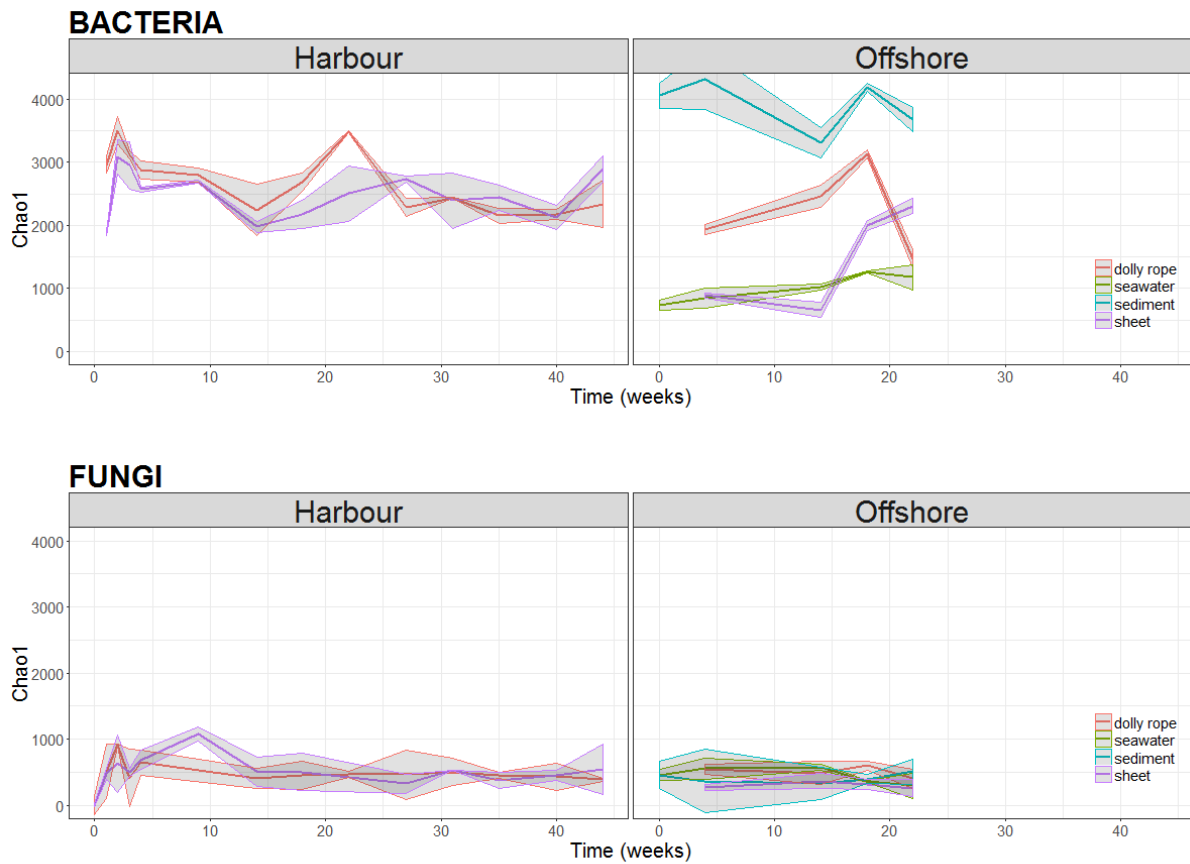 BACTERIA
Harbour
Offshore
4000
3000
2000
1000
0
Chao1
dolly rope
seawater
sediment
sheet
0 10 20 30 40
0 10 20 30 40
Time (weeks)
FUNGI
Harbour
Offshore
4000
3000
2000
1000
0
Chao1
dolly rope
seawater
sediment
sheet
0 10 20 30 40
0 10 20 30 40
Time (weeks)